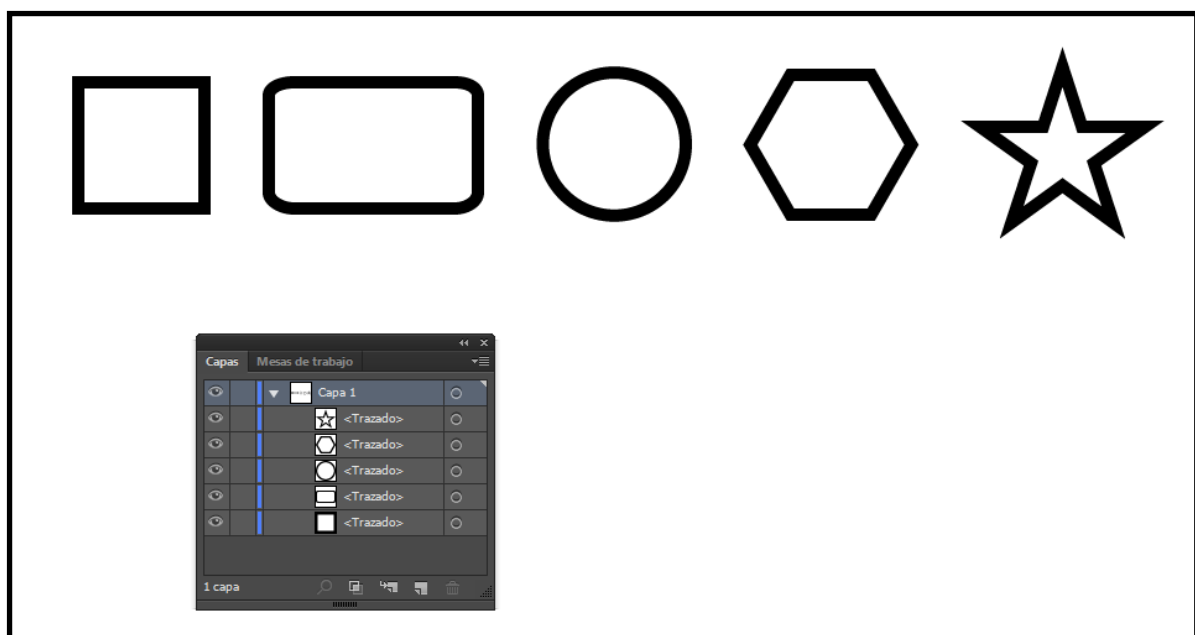 Capas Mesas de trabajo
Capa 1
<Trazado>
<Trazado>
<Trazado>
<Trazado>
<Trazado>
1 capa